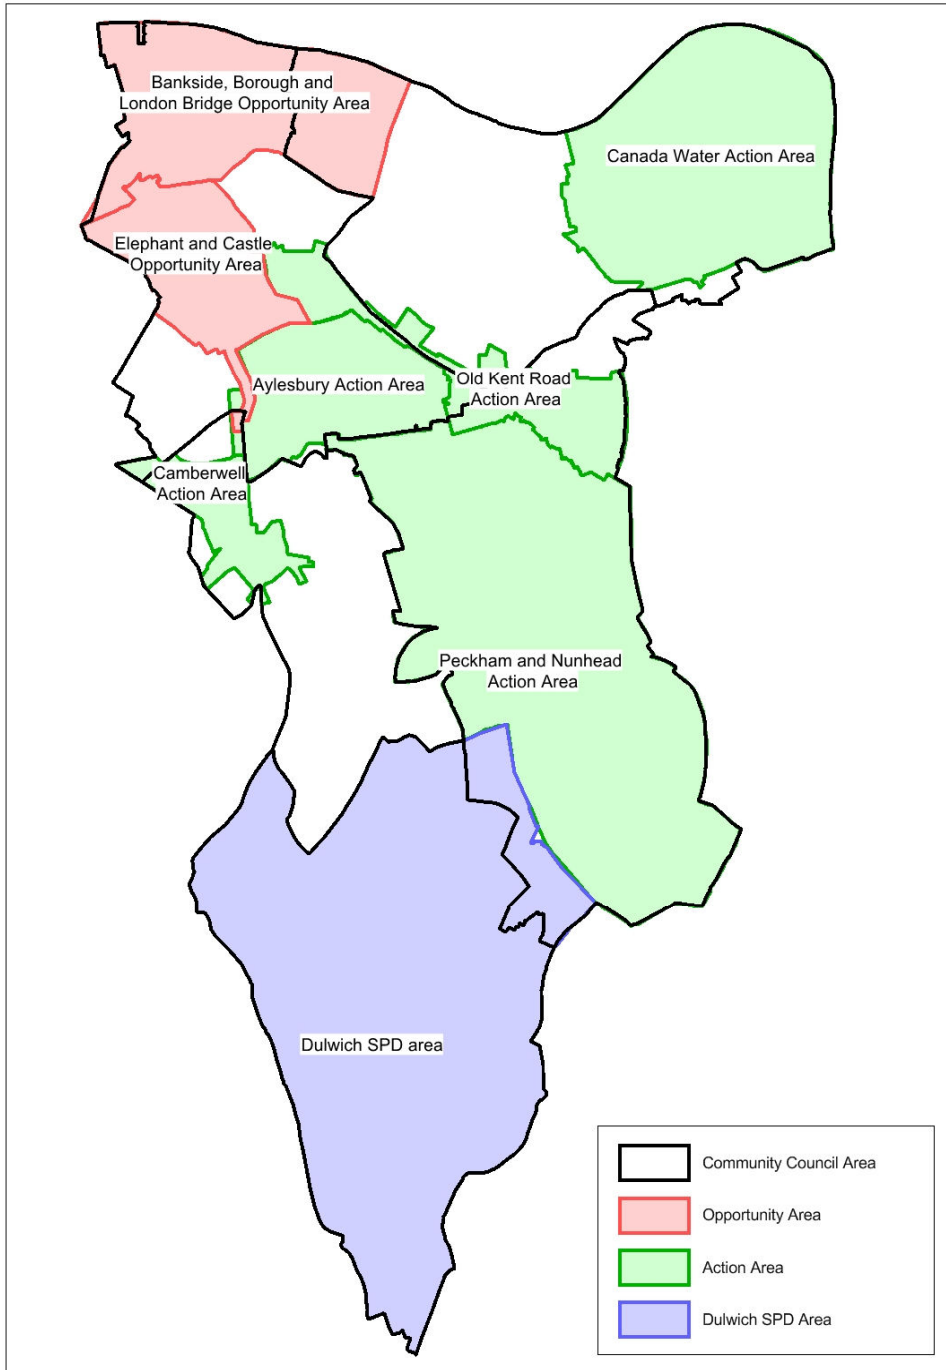 Bankside, Borough and
London Bridge Opportunity Area
Canada Water Action Area
Elephant and Castle
Opportunity Area
Aylesbury Action Area
Old Kent Road
Action Area
Camberwell
Action Area
Peckham and Nunhead
Action Area
Dulwich SPD area
Community Council Area
Opportunity Area
Action Area
Dulwich SPD Area